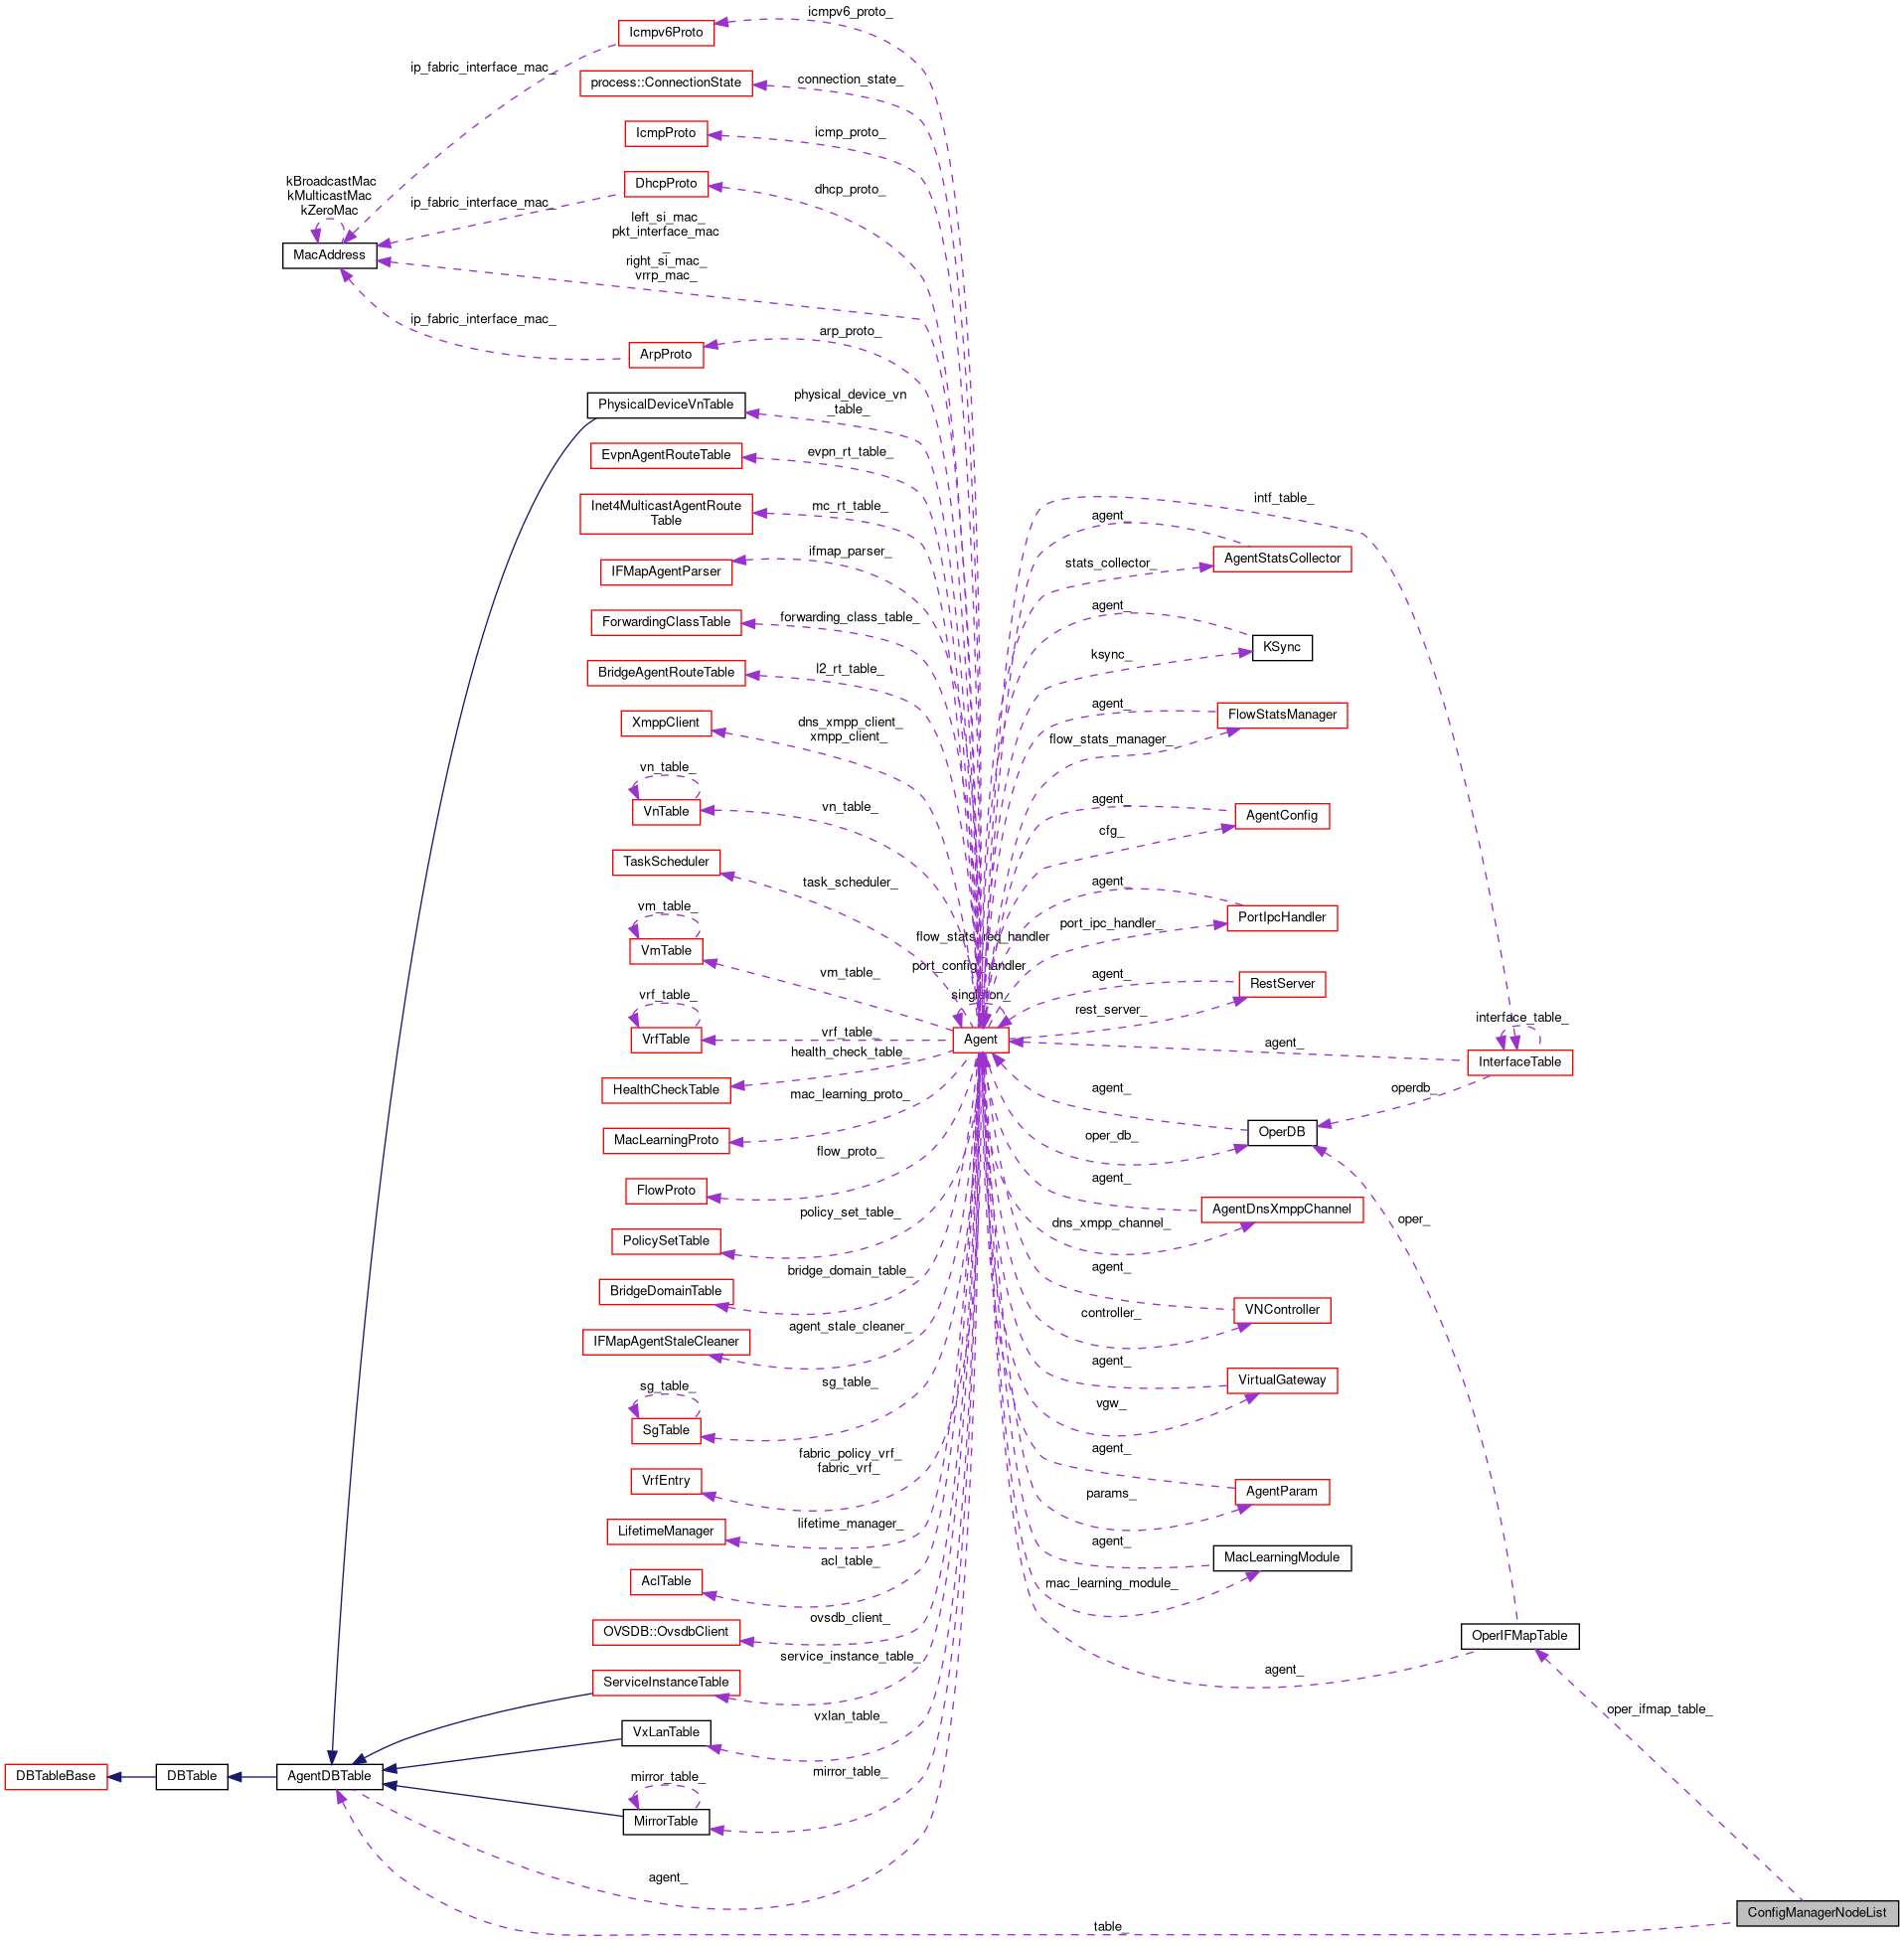 icmpv6_proto_
Icmpv6Proto
ip_fabric_interface_mac_
connection_state_
process::ConnectionState
icmp_proto_
IcmpProto
dhcp_proto_
DhcpProto
kBroadcastMac
kMulticastMac
kZeroMac
ip_fabric_interface_mac_
left_si_mac_
pkt_interface_mac
_
right_si_mac_
vrrp_mac_
MacAddress
ip_fabric_interface_mac_
arp_proto_
ArpProto
physical_device_vn
_table_
PhysicalDeviceVnTable
evpn_rt_table_
EvpnAgentRouteTable
mc_rt_table_
Inet4MulticastAgentRoute
Table
ifmap_parser_
IFMapAgentParser
forwarding_class_table_
ForwardingClassTable
l2_rt_table_
BridgeAgentRouteTable
dns_xmpp_client_
xmpp_client_
XmppClient
vn_table_
vn_table_
VnTable
task_scheduler_
TaskScheduler
vm_table_
vm_table_
VmTable
vrf_table_
vrf_table_
VrfTable
health_check_table_
HealthCheckTable
mac_learning_proto_
MacLearningProto
flow_proto_
FlowProto
policy_set_table_
PolicySetTable
bridge_domain_table_
BridgeDomainTable
agent_stale_cleaner_
IFMapAgentStaleCleaner
sg_table_
sg_table_
SgTable
fabric_policy_vrf_
fabric_vrf_
VrfEntry
lifetime_manager_
LifetimeManager
acl_table_
AclTable
ovsdb_client_
OVSDB::OvsdbClient
service_instance_table_
ServiceInstanceTable
vxlan_table_
VxLanTable
mirror_table_
mirror_table_
MirrorTable
DBTableBase
DBTable
AgentDBTable
agent_
table_
flow_stats_req_handler
port_config_handler
singleton_
Agent
intf_table_
agent_
AgentStatsCollector
stats_collector_
agent_
KSync
ksync_
agent_
FlowStatsManager
flow_stats_manager_
agent_
AgentConfig
cfg_
agent_
PortIpcHandler
port_ipc_handler_
agent_
RestServer
rest_server_
interface_table_
agent_
InterfaceTable
operdb_
agent_
OperDB
oper_db_
agent_
AgentDnsXmppChannel
dns_xmpp_channel_
oper_
agent_
VNController
controller_
agent_
VirtualGateway
vgw_
agent_
AgentParam
params_
agent_
MacLearningModule
mac_learning_module_
OperIFMapTable
agent_
oper_ifmap_table_
ConfigManagerNodeList